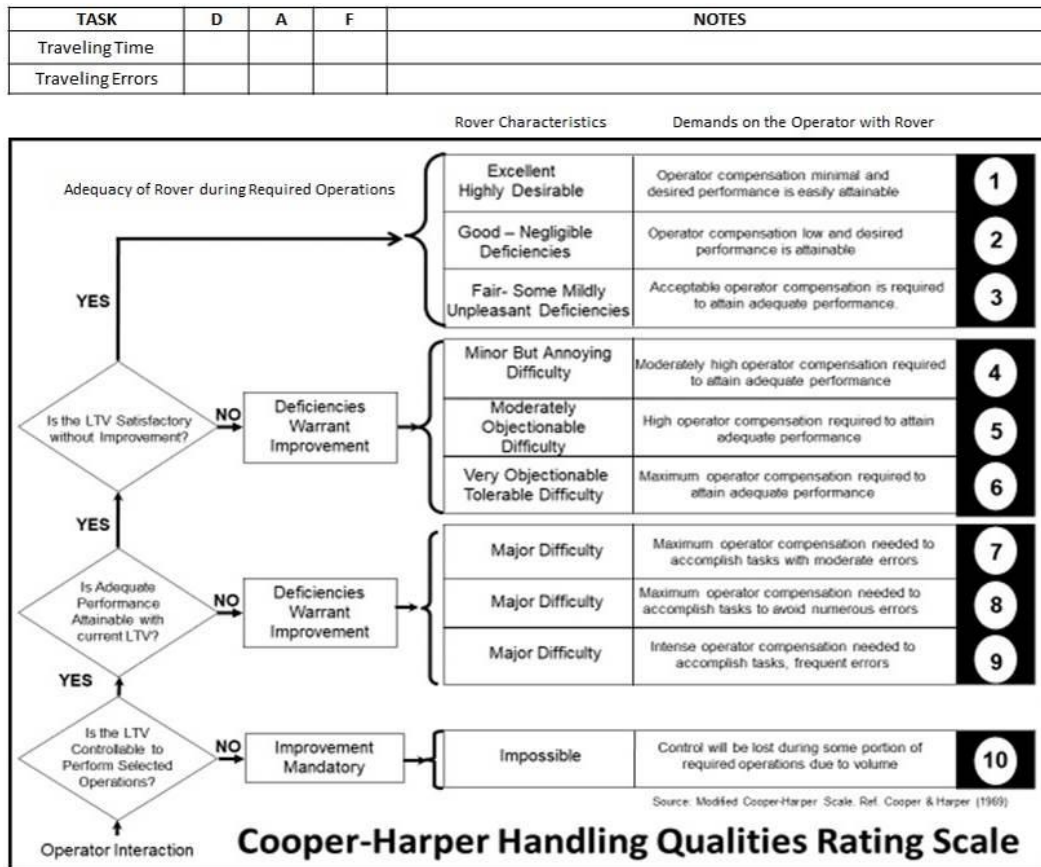 TASK D A F NOTES
Traveling Time
Traveling Errors
Rover Characteristics Demands on the Operator with Rover
Adequacy of Rover during Required Operations
Excellent
Highly Desirable
Operator compensation minimal and
desired performance is easily attainable
1
Good – Negligible
Deficiencies
Operator compensation low and desired
performance is attainable
2
Fair- Some Mildly
Unpleasant Deficiencies
Acceptable operator compensation is required
to attain adequate performance.
3
YES
Is the LTV Satisfactory
without Improvement?
NO
Deficiencies
Warrant
Improvement
Minor But Annoying
Difficulty
Moderately high operator compensation required
to attain adequate performance
4
Moderately
Objectionable
Difficulty
High operator compensation required to attain
adequate performance
5
Very Objectionable
Tolerable Difficulty
Maximum operator compensation required to
attain adequate performance
6
YES
Is Adequate
Performance
Attainable with
current LTV?
NO
Deficiencies
Warrant
Improvement
Major Difficulty
Maximum operator compensation needed to
accomplish tasks with moderate errors
7
Major Difficulty
Maximum operator compensation needed to
accomplish tasks to avoid numerous errors
8
Major Difficulty
Intense operator compensation needed to
accomplish tasks, frequent errors
9
YES
Is the LTV
Controllable to
Perform Selected
Operations?
NO
Improvement
Mandatory
Impossible
Control will be lost during some portion of
required operations due to volume
10
Source: Modified Cooper-Harper Scale. Ref. Cooper & Harper (1969)
Operator Interaction
Cooper-Harper Handling Qualities Rating Scale